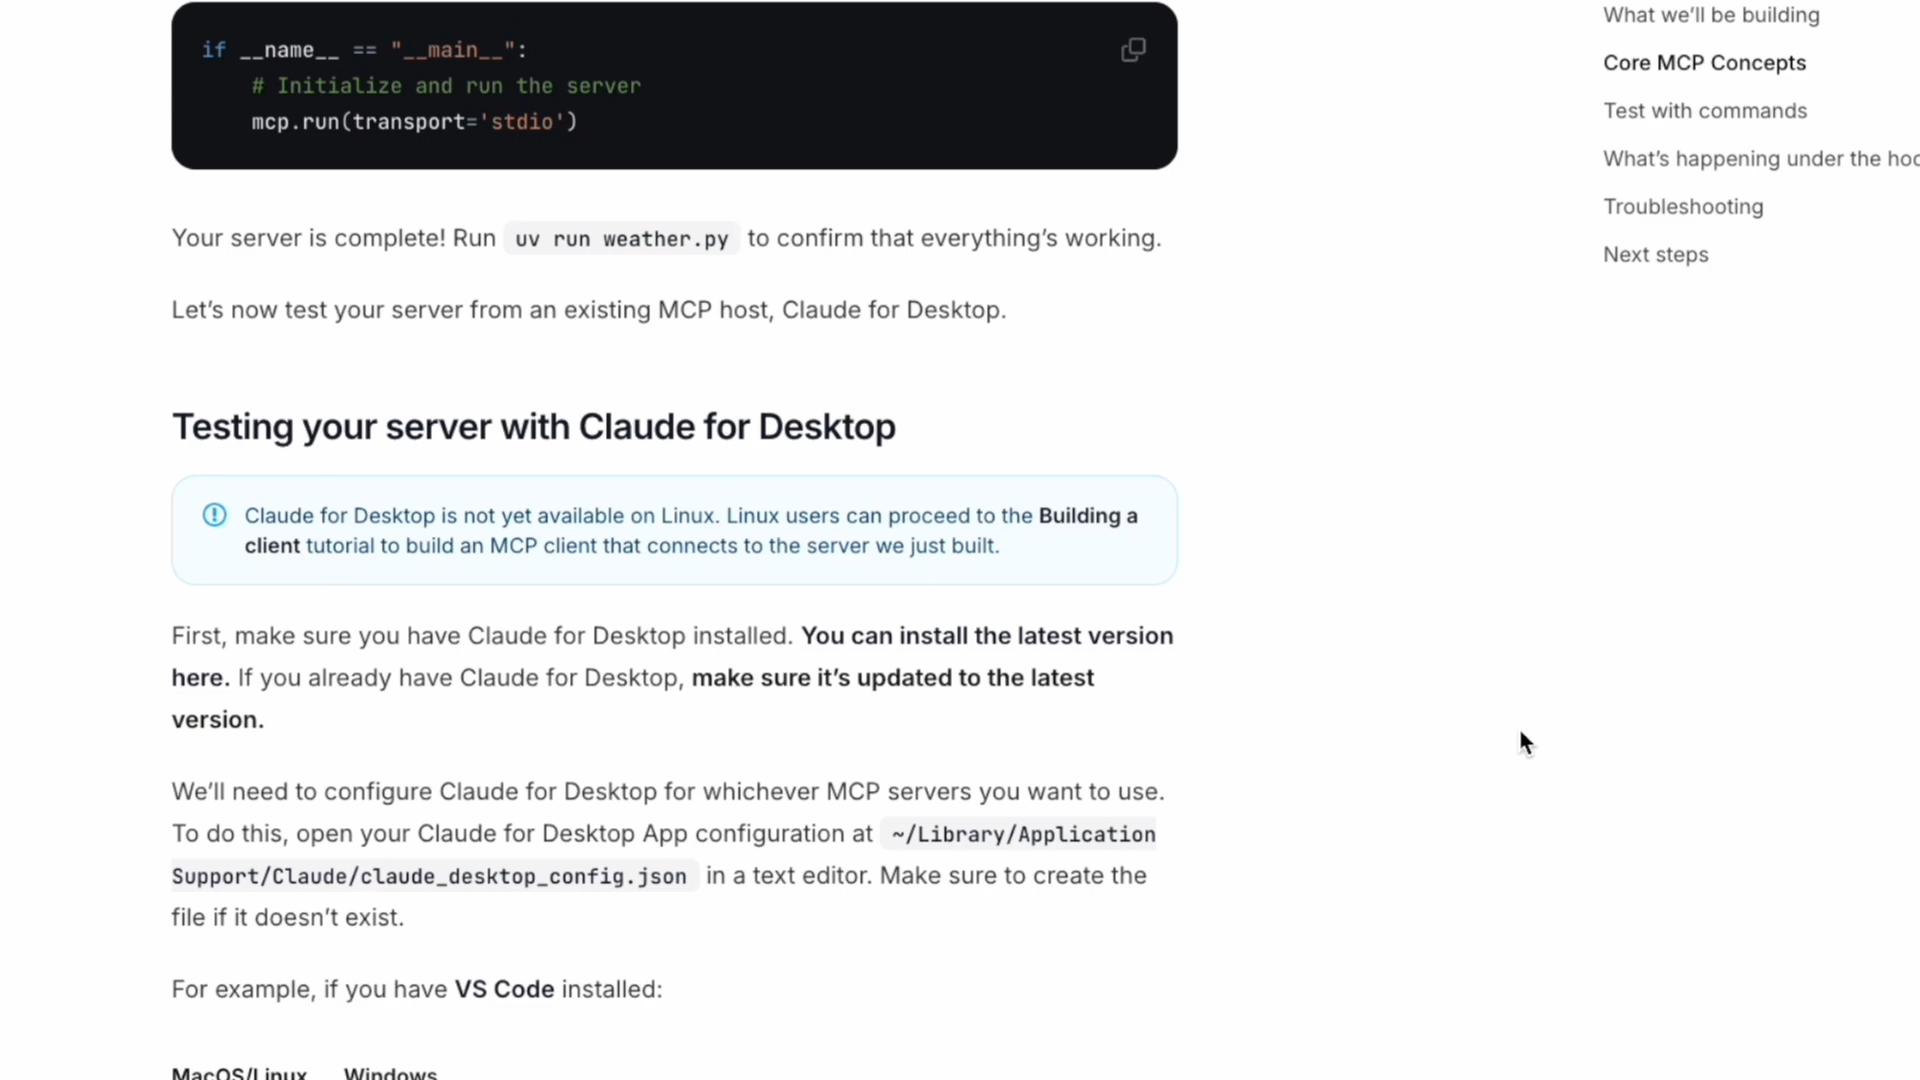 if __name__ == "__main__":
    # Initialize and run the server
    mcp.run(transport='stdio')
Your server is complete! Run uv run weather.py to confirm that everything's working.
Let's now test your server from an existing MCP host, Claude for Desktop.
Testing your server with Claude for Desktop
Claude for Desktop is not yet available on Linux. Linux users can proceed to the Building a
client tutorial to build an MCP client that connects to the server we just built.
First, make sure you have Claude for Desktop installed. You can install the latest version
here. If you already have Claude for Desktop, make sure it's updated to the latest
version.
We'll need to configure Claude for Desktop for whichever MCP servers you want to use.
To do this, open your Claude for Desktop App configuration at ~/Library/Application
Support/Claude/claude_desktop_config.json in a text editor. Make sure to create the
file if it doesn't exist.
For example, if you have VS Code installed:
MacOS/Linux Windows
What we'll be building
Core MCP Concepts
Test with commands
What's happening under the
Troubleshooting
Next steps